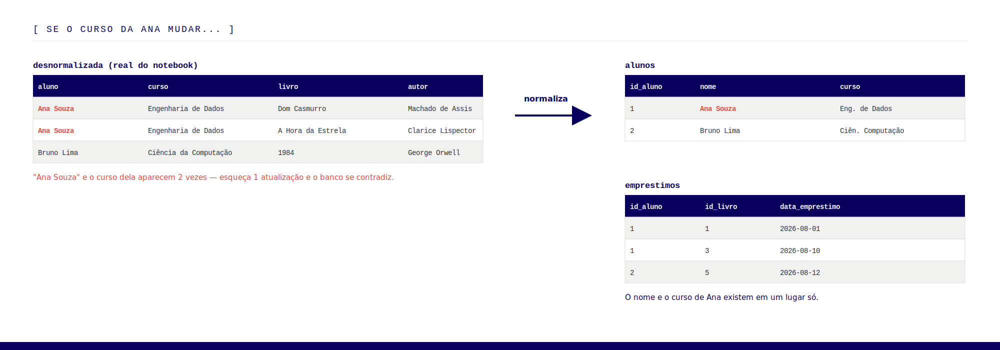 [ SE O CURSO DA ANA MUDAR... ]
desnormalizada (real do notebook)
aluno curso livro autor
Ana Souza Engenharia de Dados Dom Casmurro Machado de Assis
Ana Souza Engenharia de Dados A Hora da Estrela Clarice Lispector
Bruno Lima Ciência da Computação 1984 George Orwell
"Ana Souza" e o curso dela aparecem 2 vezes — esqueça 1 atualização e o banco se contradiz.
normaliza
alunos
id_aluno nome curso
1 Ana Souza Eng. de Dados
2 Bruno Lima Ciên. Computação
emprestimos
id_aluno id_livro data_emprestimo
1 1 2026-08-01
1 3 2026-08-10
2 5 2026-08-12
O nome e o curso de Ana existem em um lugar só.